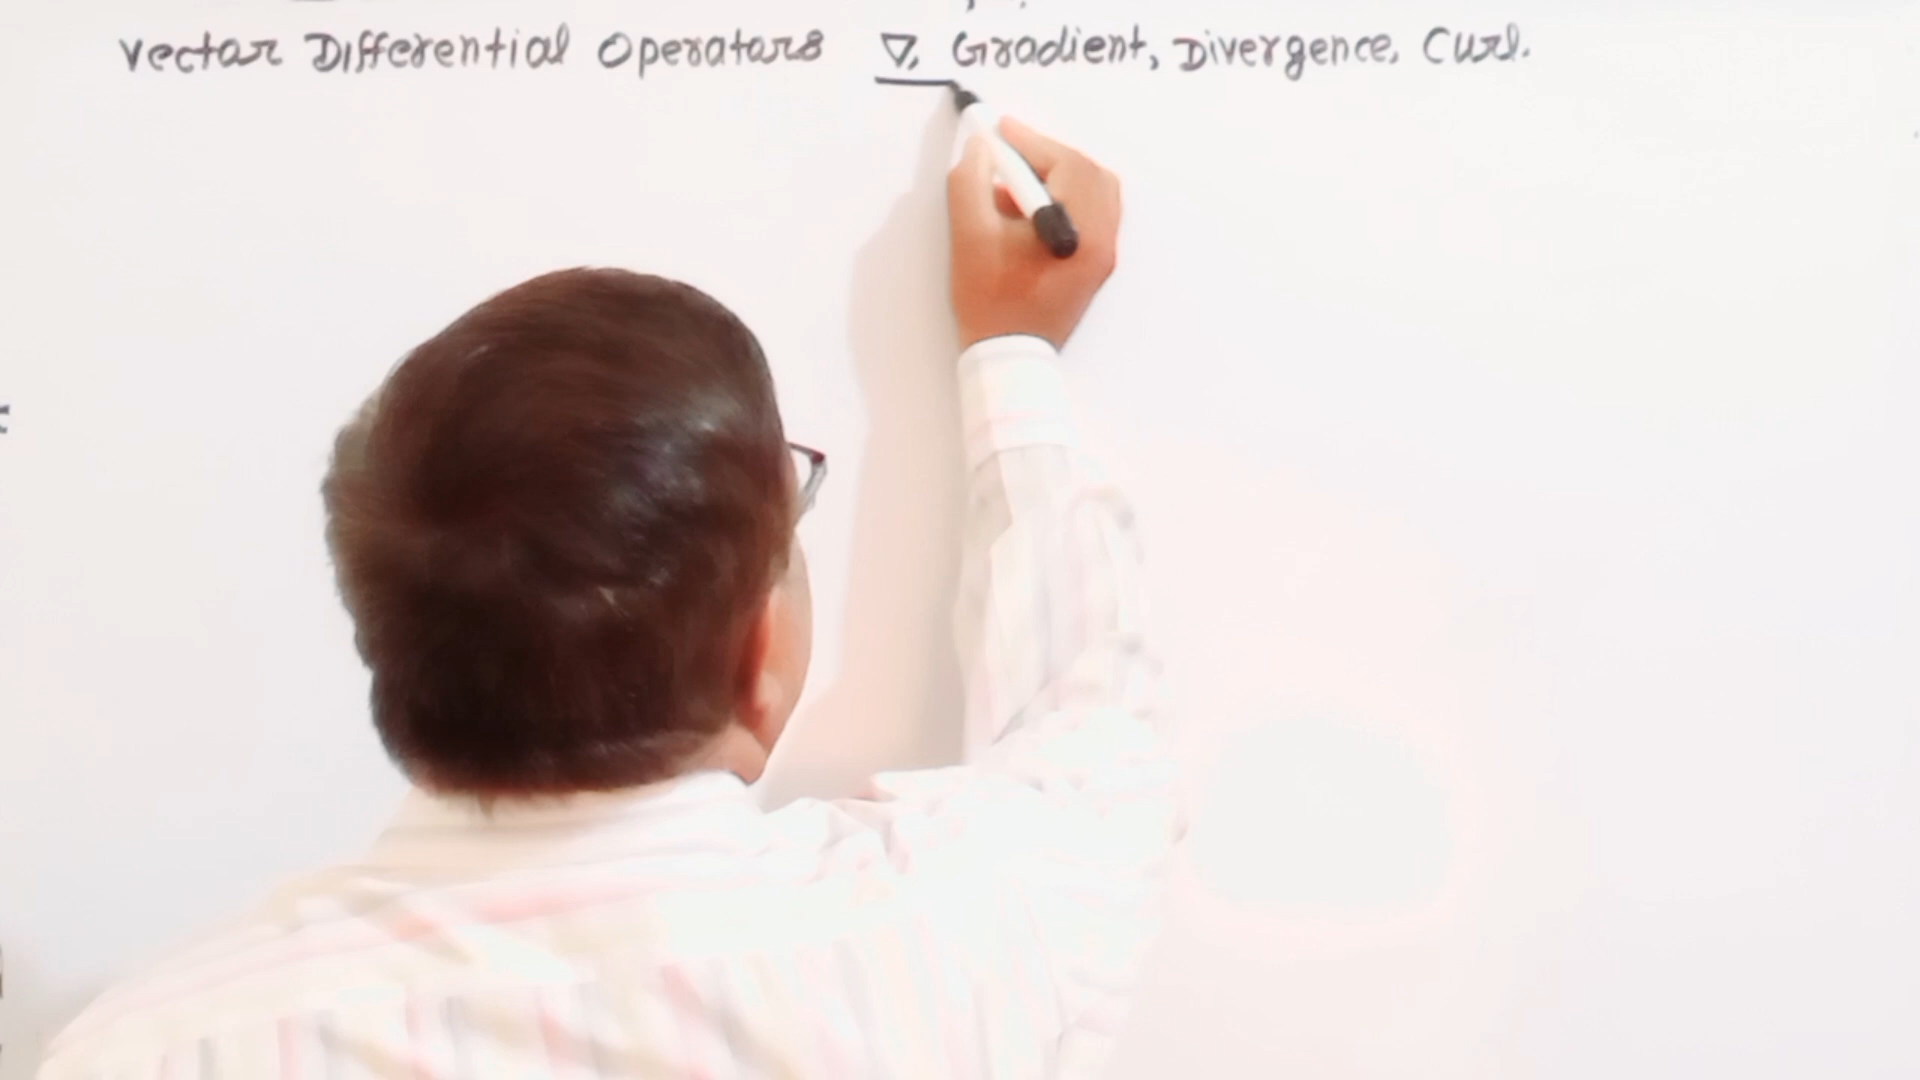 Vector Differential Operators ∇, Gradient, Divergence, Curl.